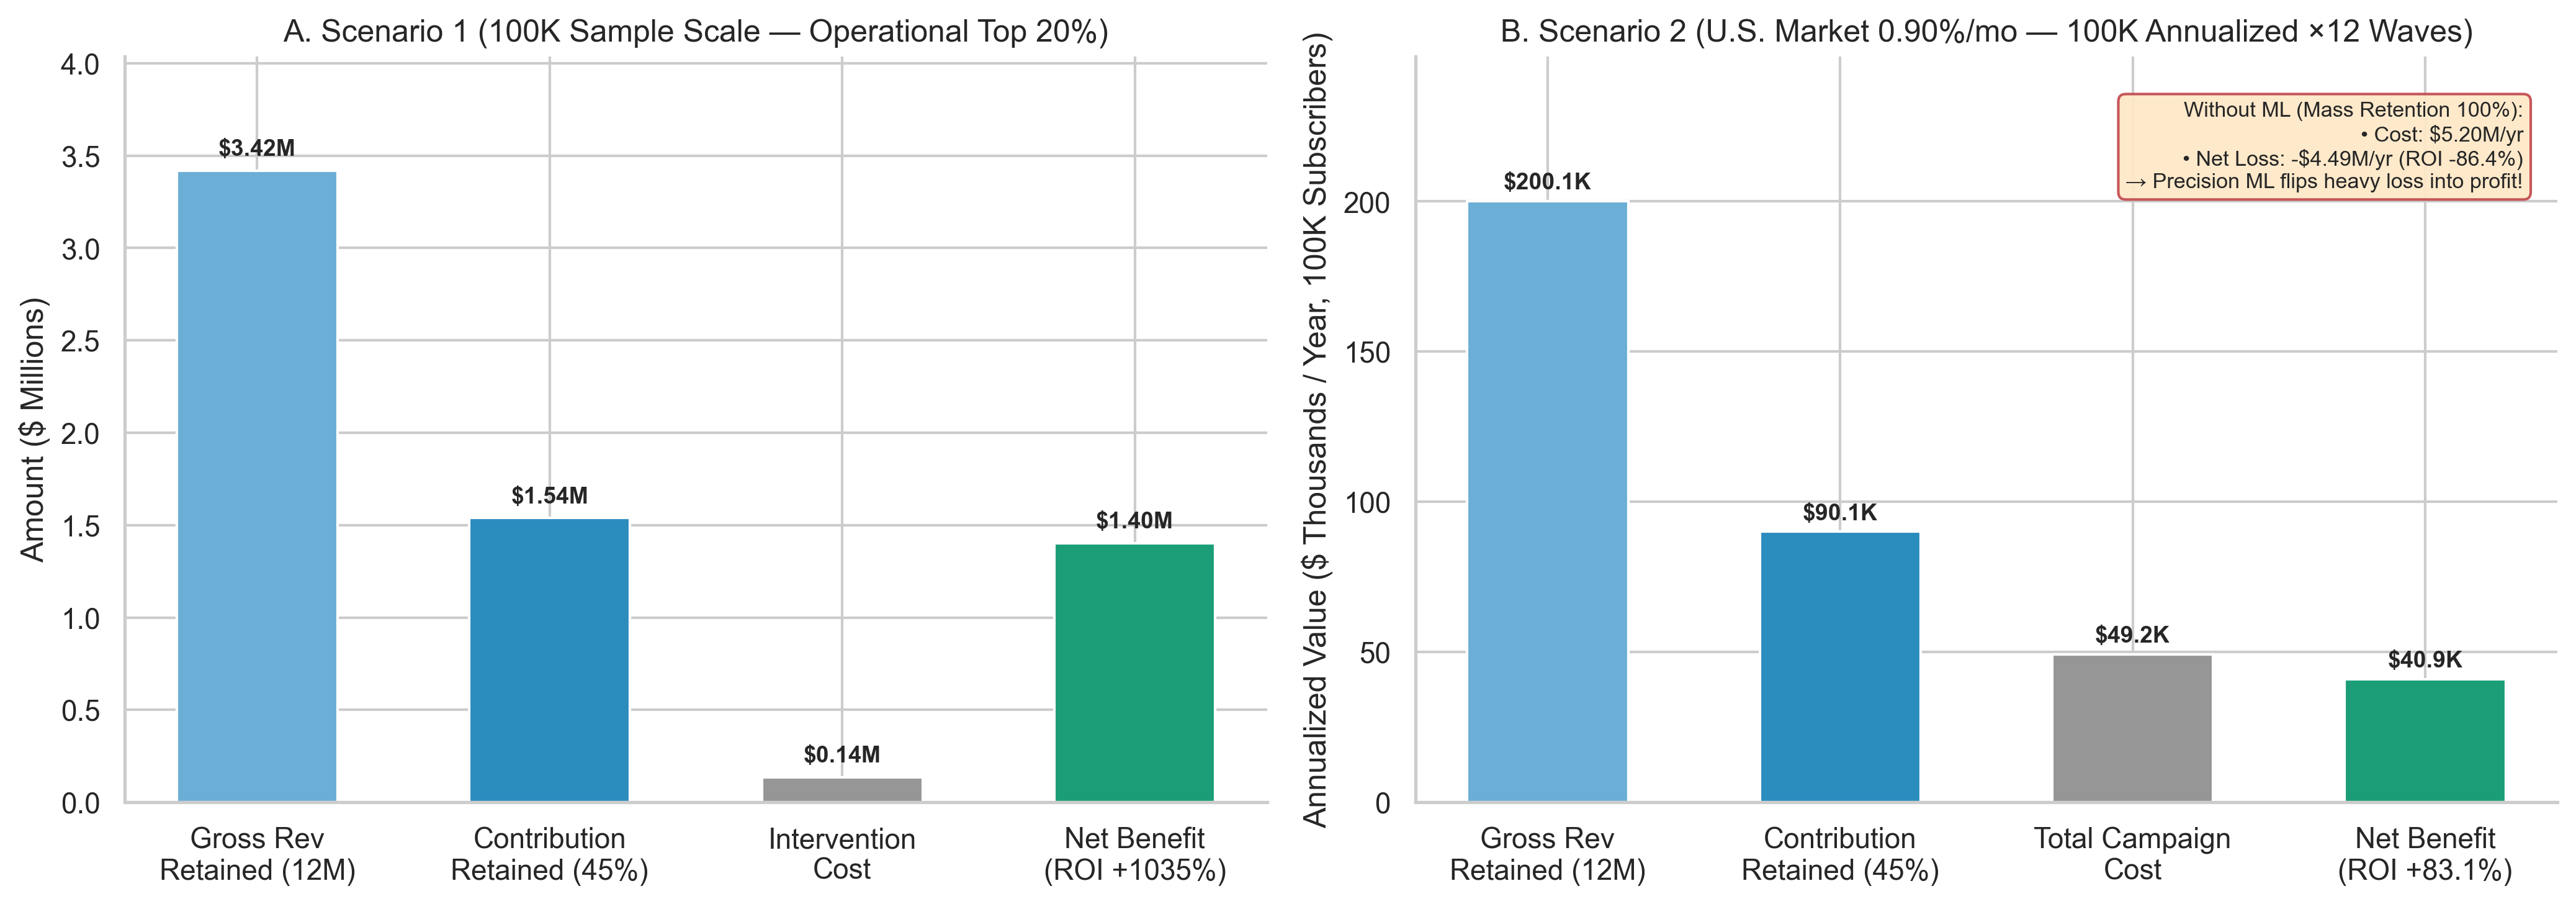 A. Scenario 1 (100K Sample Scale — Operational Top 20%)
Amount ($ Millions)
4.0
3.5
3.0
2.5
2.0
1.5
1.0
0.5
0.0
$3.42M
$1.54M
$0.14M
$1.40M
Gross Rev
Retained (12M)
Contribution
Retained (45%)
Intervention
Cost
Net Benefit
(ROI +1035%)
B. Scenario 2 (U.S. Market 0.90%/mo — 100K Annualized ×12 Waves)
Annualized Value ($ Thousands / Year, 100K Subscribers)
200
150
100
50
0
Without ML (Mass Retention 100%):
• Cost: $5.20M/yr
• Net Loss: -$4.49M/yr (ROI -86.4%)
→ Precision ML flips heavy loss into profit!
$200.1K
$90.1K
$49.2K
$40.9K
Gross Rev
Retained (12M)
Contribution
Retained (45%)
Total Campaign
Cost
Net Benefit
(ROI +83.1%)